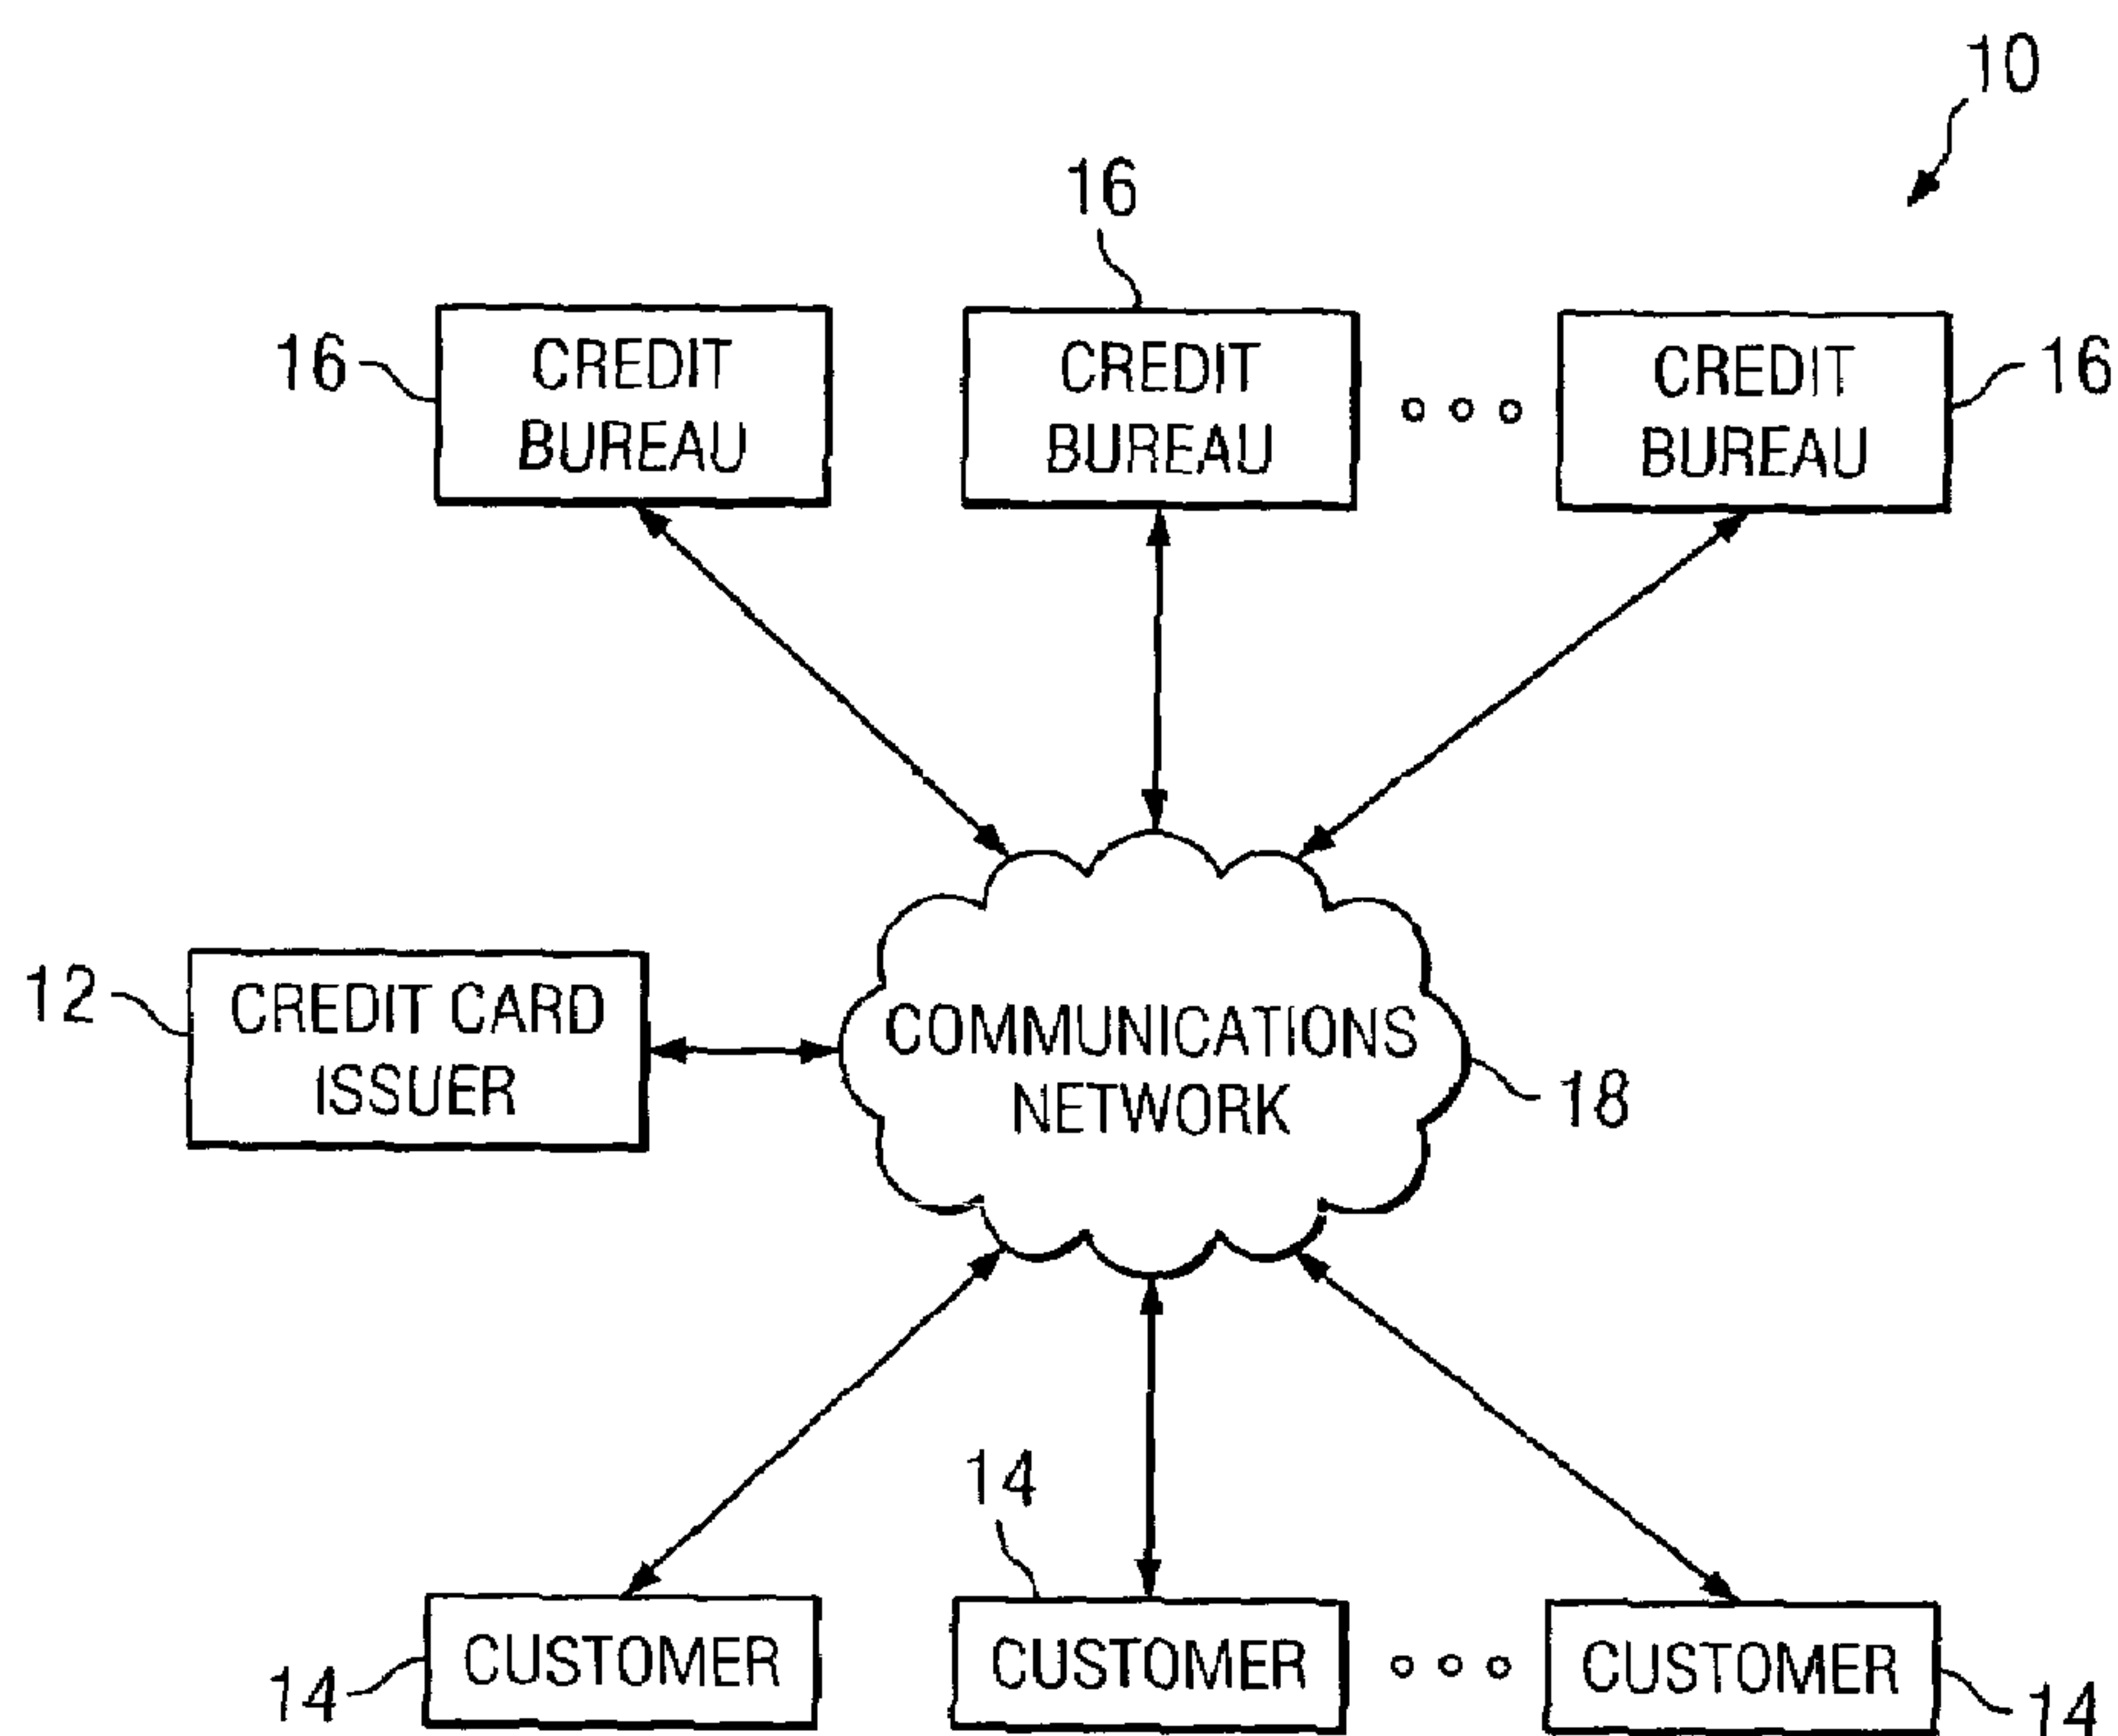 10
16
16
CREDIT
BUREAU
CREDIT
BUREAU
CREDIT
BUREAU
16
12
CREDIT CARD
ISSUER
COMMUNICATIONS
NETWORK
18
14
14
CUSTOMER
CUSTOMER
CUSTOMER
14